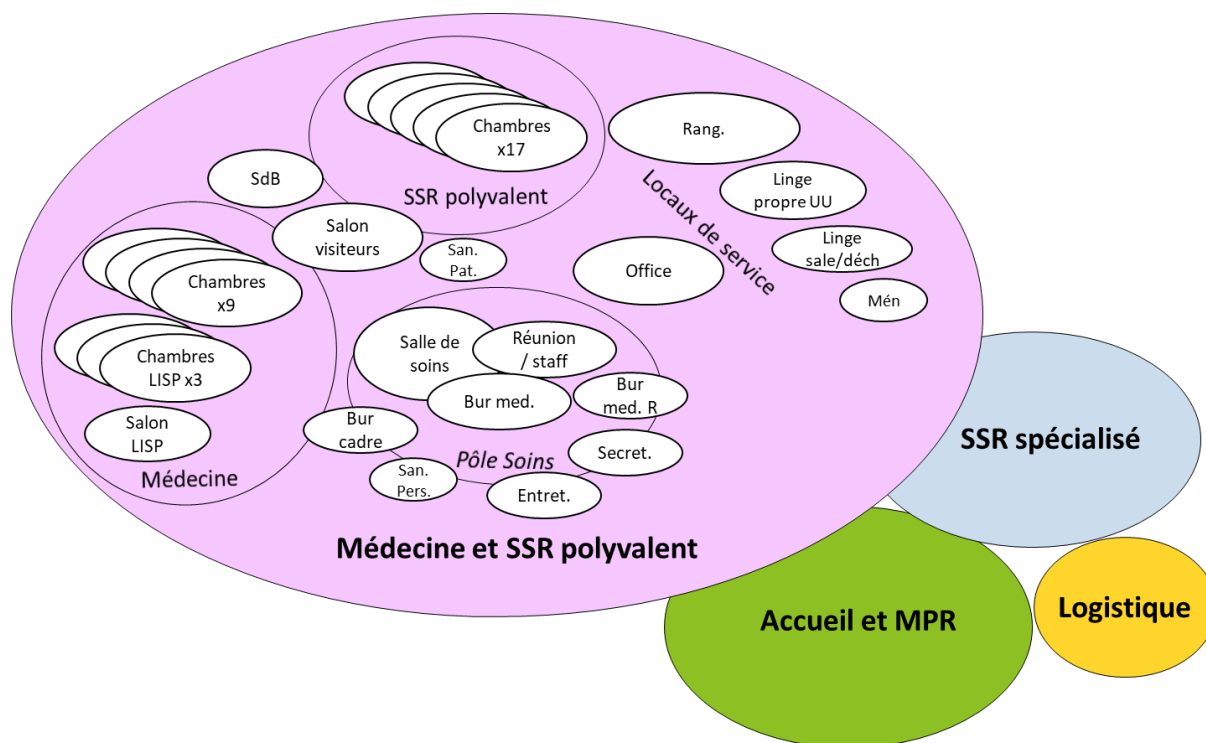 Chambres
x17
SSR polyvalent
Rang.
Linge
propre UU
Linge
sale/déch
Mén
Locaux de service
SdB
Salon
visiteurs
San.
Pat.
Office
Chambres
x9
Chambres
LISP x3
Salon
LISP
Médecine
Salle de
soins
Réunion
/ staff
Bur med.
Bur
med. R
Bur
cadre
Secret.
Pôle Soins
San.
Pers.
Entret.
Médecine et SSR polyvalent
SSR spécialisé
Accueil et MPR
Logistique